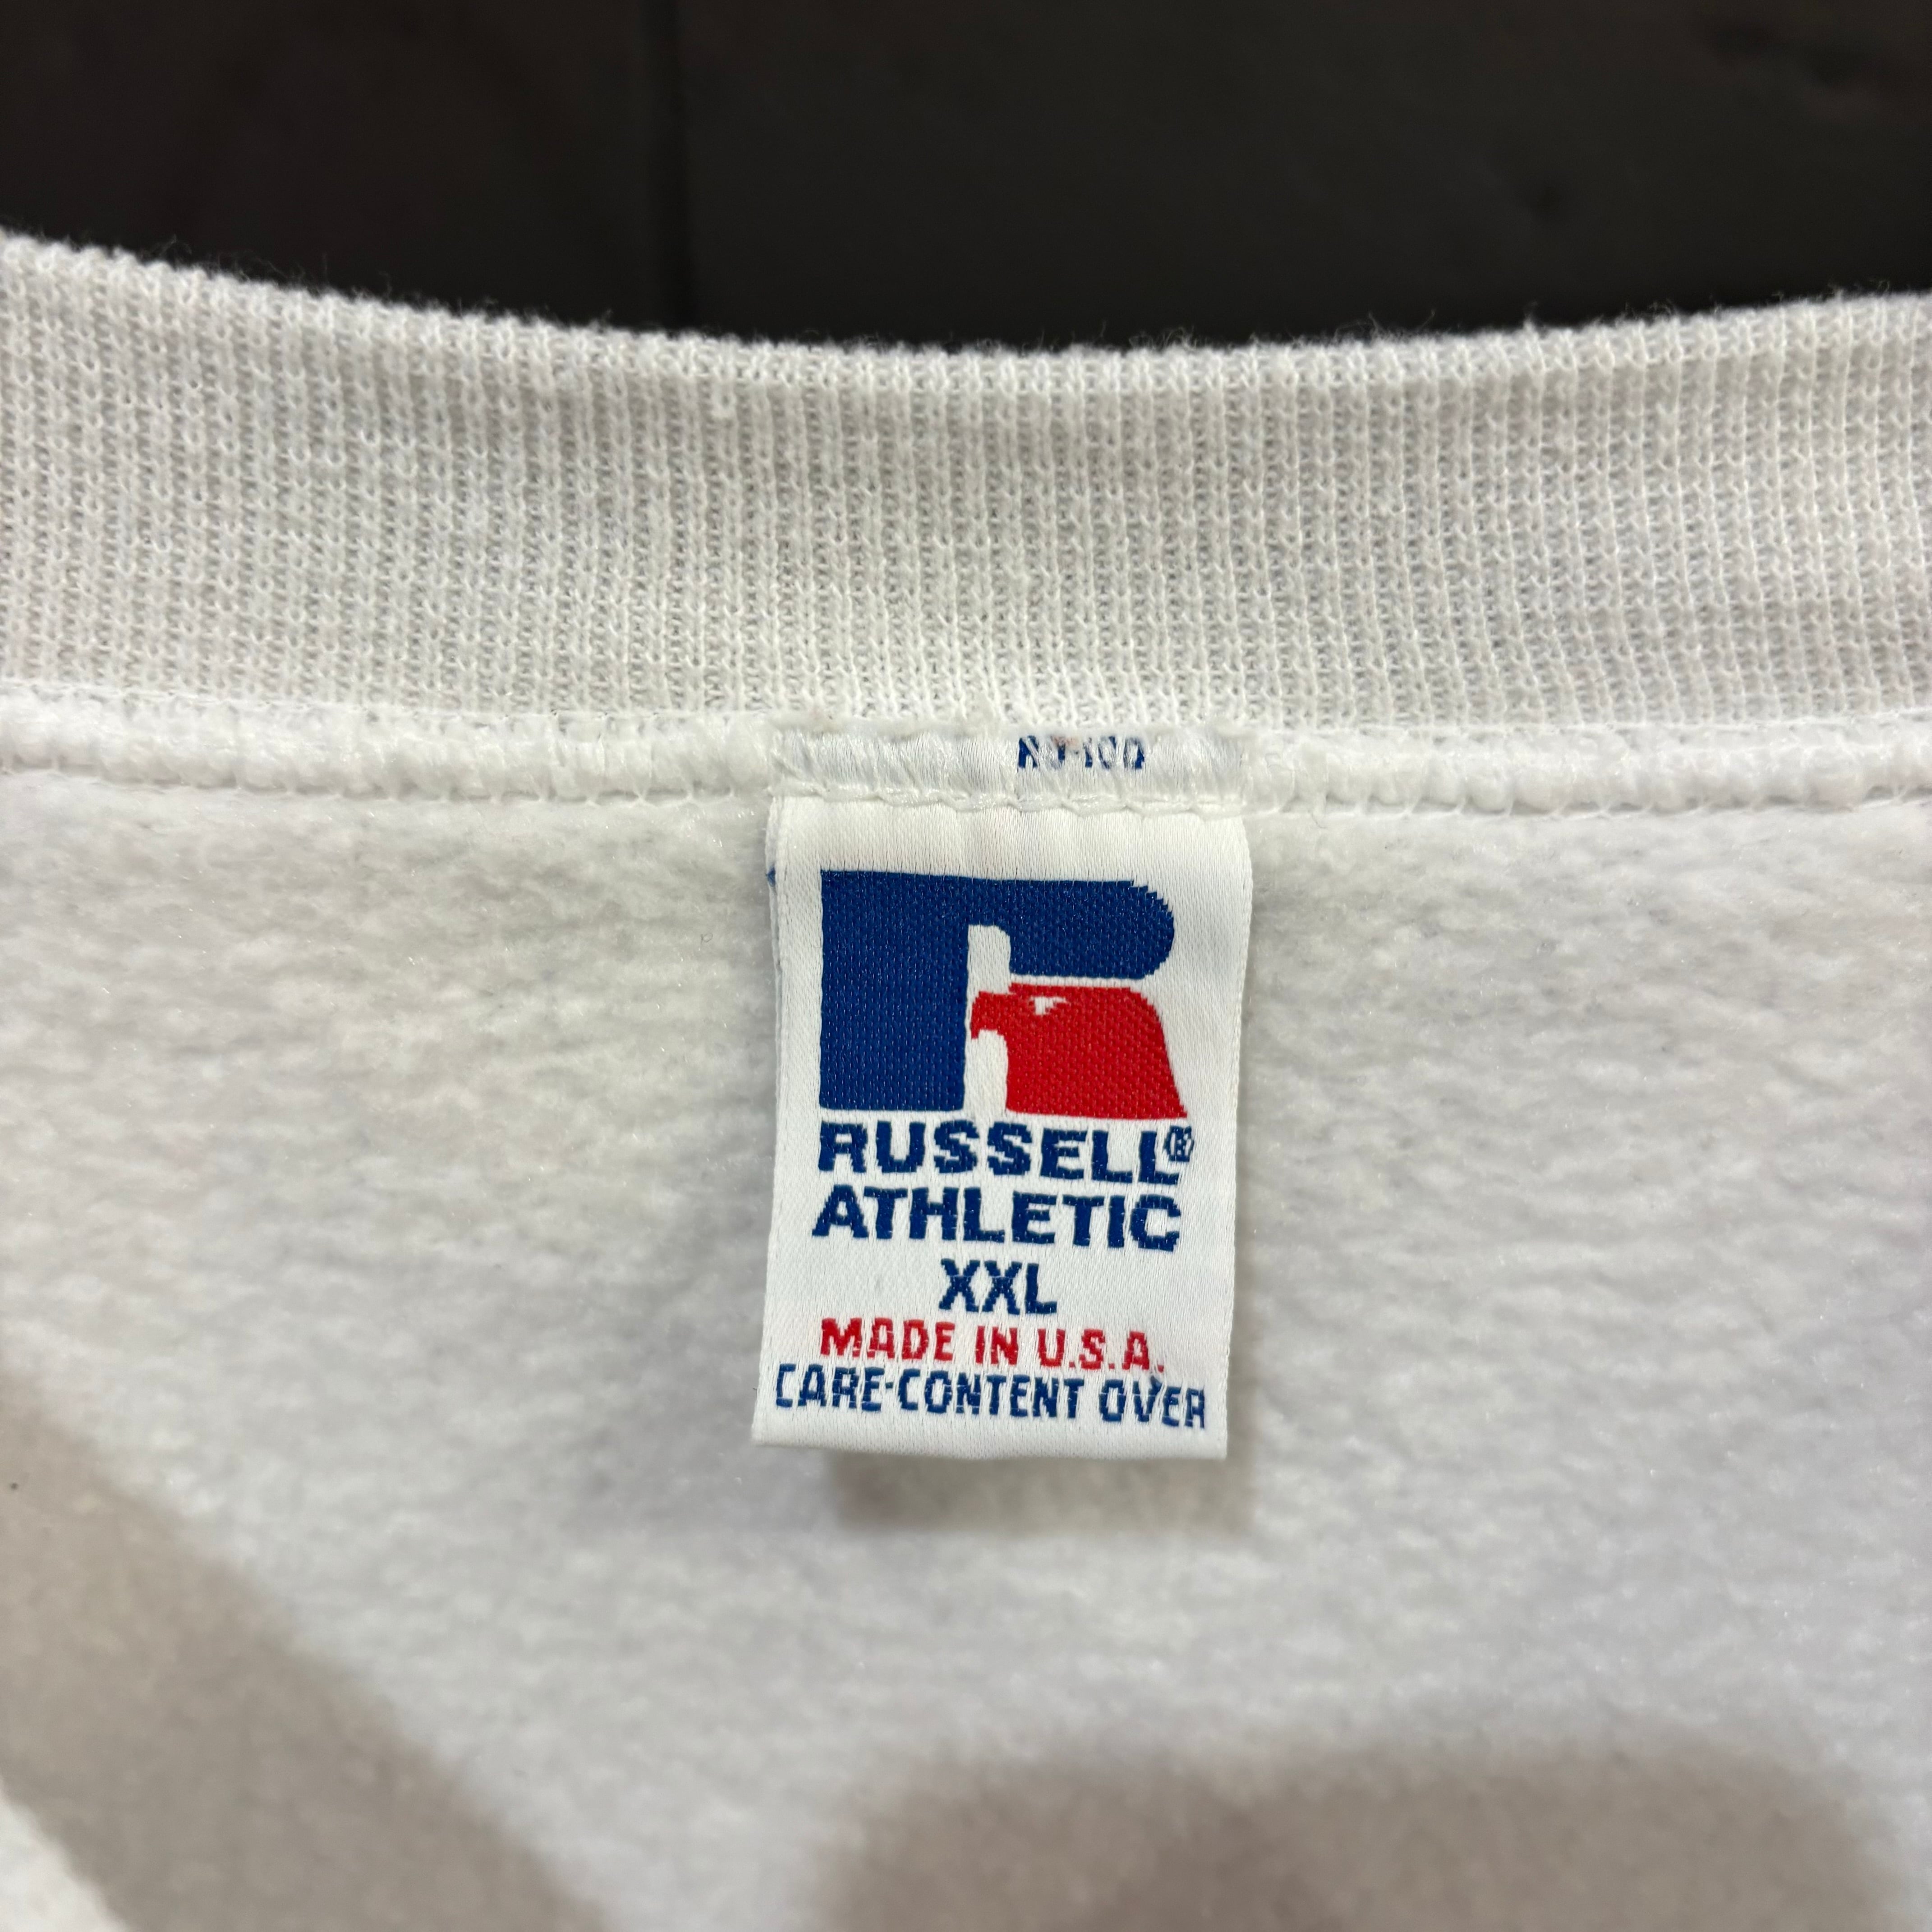 RUSSELL®
ATHLETIC
XXL
MADE IN U.S.A.
CARE-CONTENT OVER